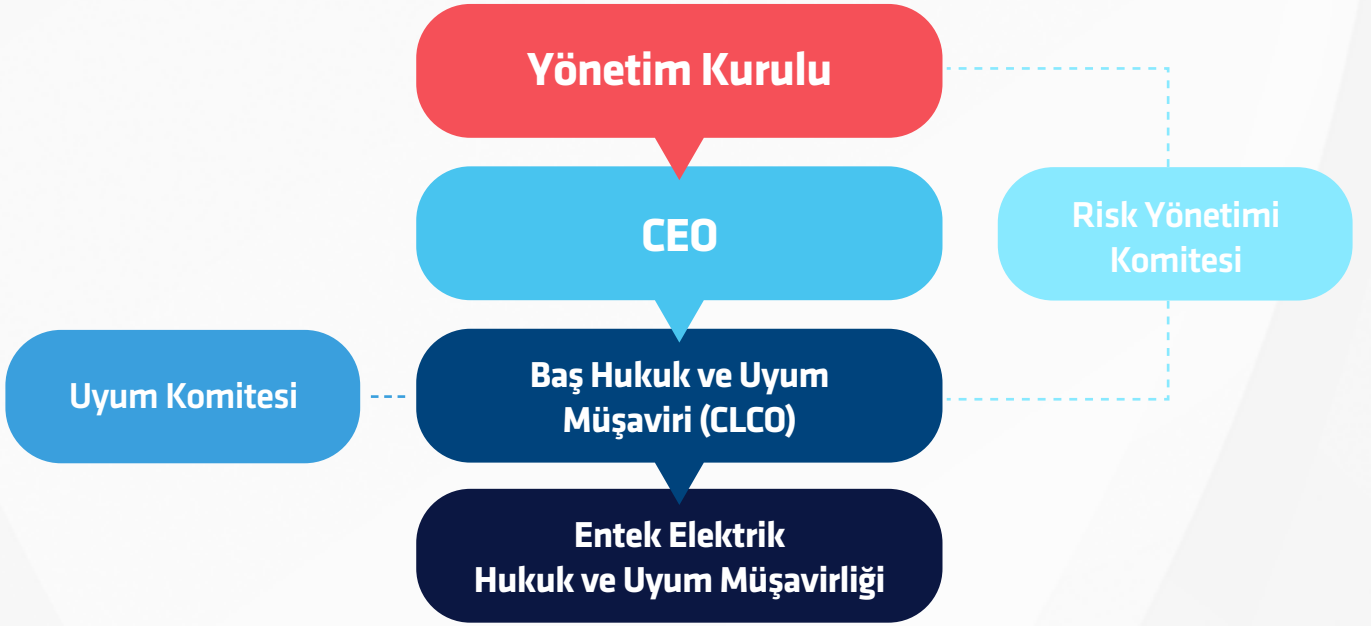 Yönetim Kurulu
CEO
Risk Yönetimi
Komitesi
Uyum Komitesi
Baş Hukuk ve Uyum
Müşaviri (CLCO)
Entek Elektrik
Hukuk ve Uyum Müşavirliği